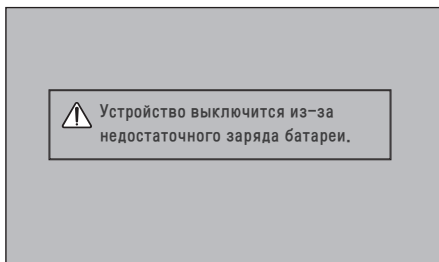 Устройство выключится из-за
недостаточного заряда батареи.